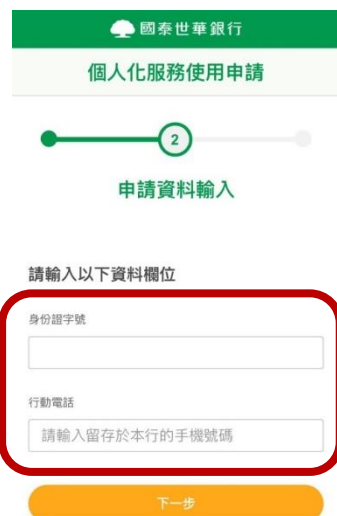 國泰世華銀行
個人化服務使用申請
2
申請資料輸入
請輸入以下資料欄位
身份證字號
行動電話
請輸入留存於本行的手機號碼
下一步